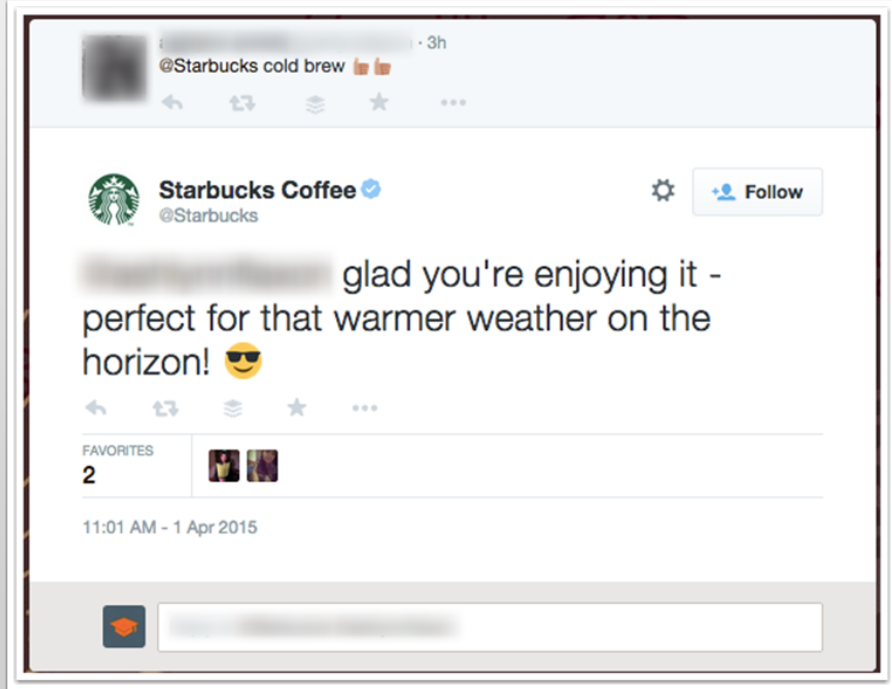 · 3h
@Starbucks cold brew 👍🏽👍🏽
Starbucks Coffee
@Starbucks
Follow
glad you're enjoying it -
perfect for that warmer weather on the
horizon! 😎
FAVORITES
2
11:01 AM - 1 Apr 2015